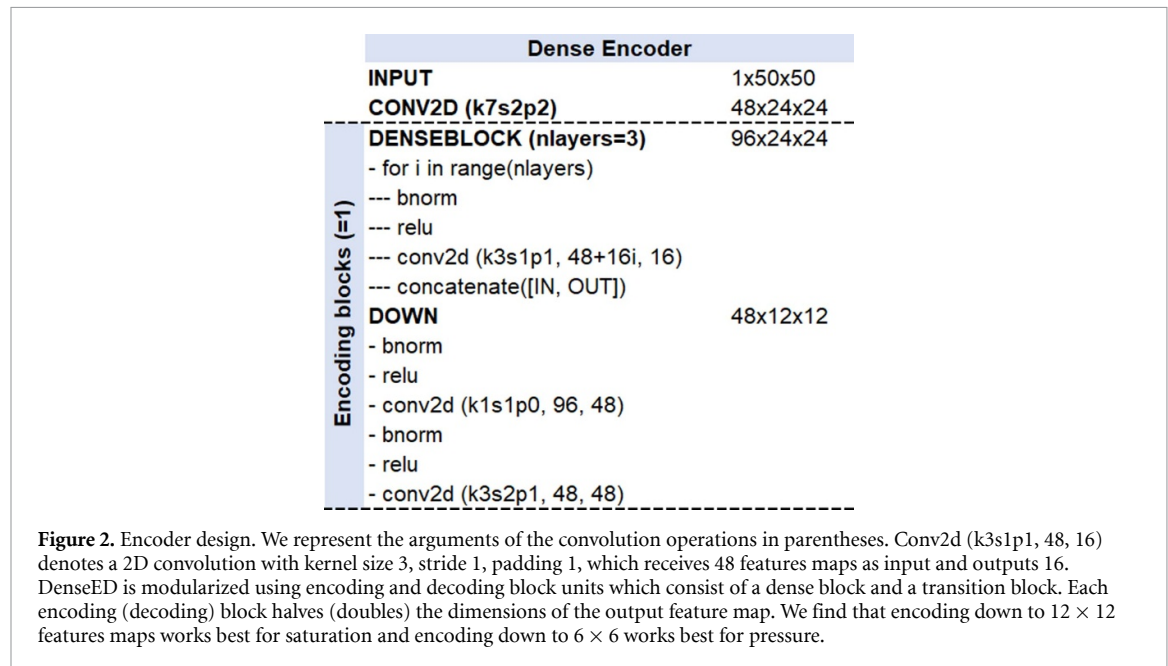 Dense Encoder
INPUT 1x50x50
CONV2D (k7s2p2) 48x24x24
Encoding blocks (=1)
DENSEBLOCK (nlayers=3) 96x24x24
- for i in range(nlayers)
--- bnorm
--- relu
--- conv2d (k3s1p1, 48+16i, 16)
--- concatenate([IN, OUT])
DOWN 48x12x12
- bnorm
- relu
- conv2d (k1s1p0, 96, 48)
- bnorm
- relu
- conv2d (k3s2p1, 48, 48)
Figure 2. Encoder design. We represent the arguments of the convolution operations in parentheses. Conv2d (k3s1p1, 48, 16)
denotes a 2D convolution with kernel size 3, stride 1, padding 1, which receives 48 features maps as input and outputs 16.
DenseED is modularized using encoding and decoding block units which consist of a dense block and a transition block. Each
encoding (decoding) block halves (doubles) the dimensions of the output feature map. We find that encoding down to 12 × 12
features maps works best for saturation and encoding down to 6 × 6 works best for pressure.